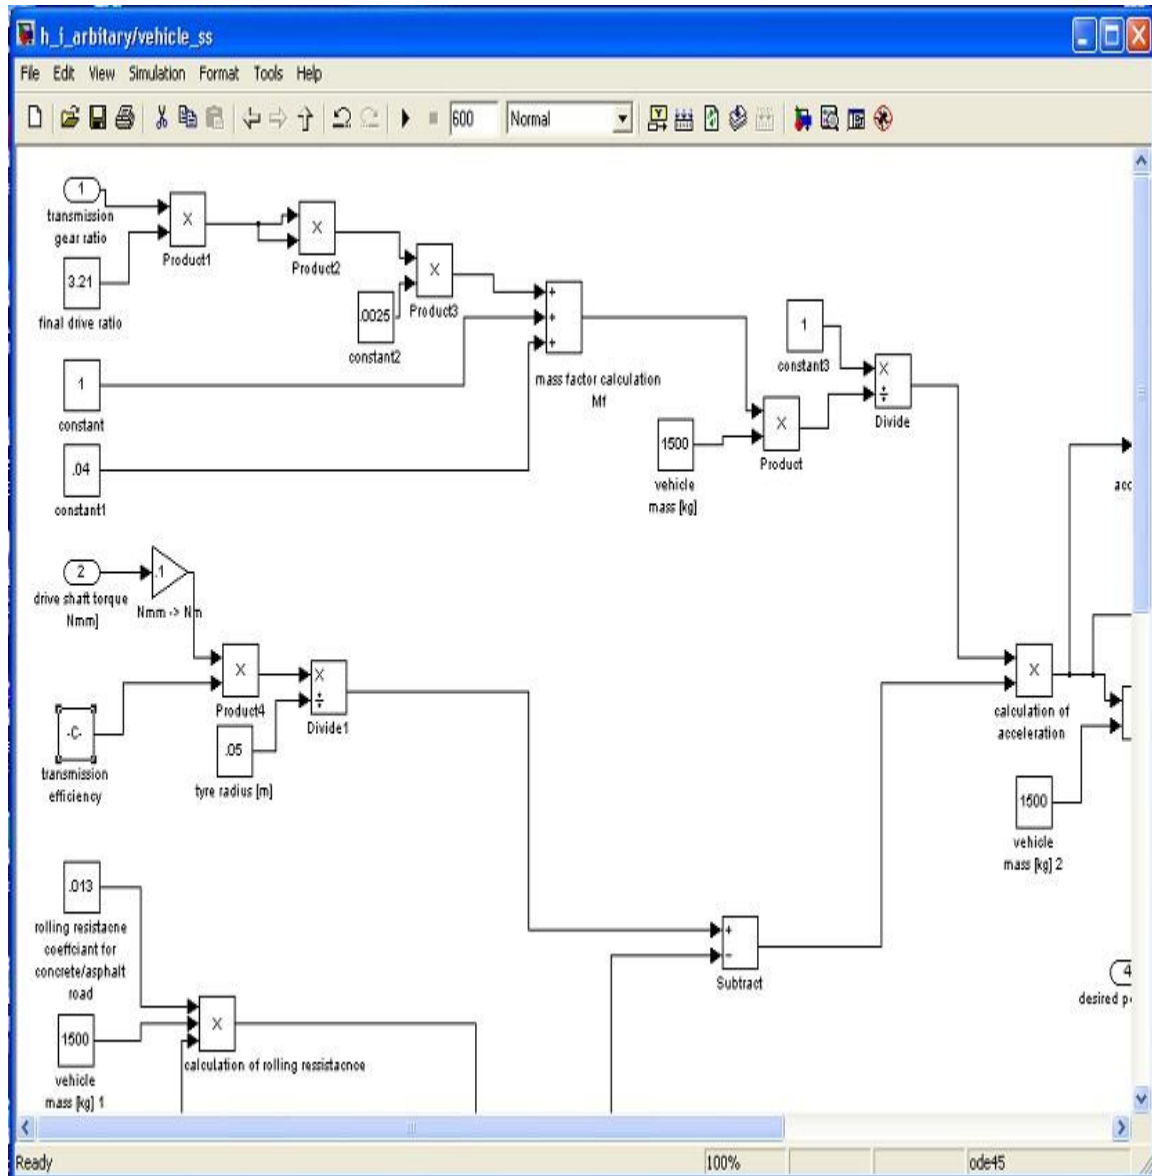 h_i_arbitary/vehicle_ss
File Edit View Simulation Format Tools Help
600 Normal
1
transmission
gear ratio
X
Product1
X
Product2
3.21
final drive ratio
X
Product3
.0025
constant2
+
+
+
mass factor calculation
Mf
1
constant
.04
constant1
1
constant3
X
÷
Divide
1500
vehicle
mass [kg]
X
Product
acc
2
drive shaft torque
Nmm]
.1
Nmm -> Nm
X
Product4
X
÷
Divide1
-C-
transmission
efficiency
.05
tyre radius [m]
X
calculation of
acceleration
1500
vehicle
mass [kg] 2
.013
rolling resistacne
coeffciant for
concrete/asphalt
road
+
−
Subtract
4
desired p
1500
vehicle
mass [kg] 1
X
calculation of rolling ressistacnoe
Ready 100% ode45